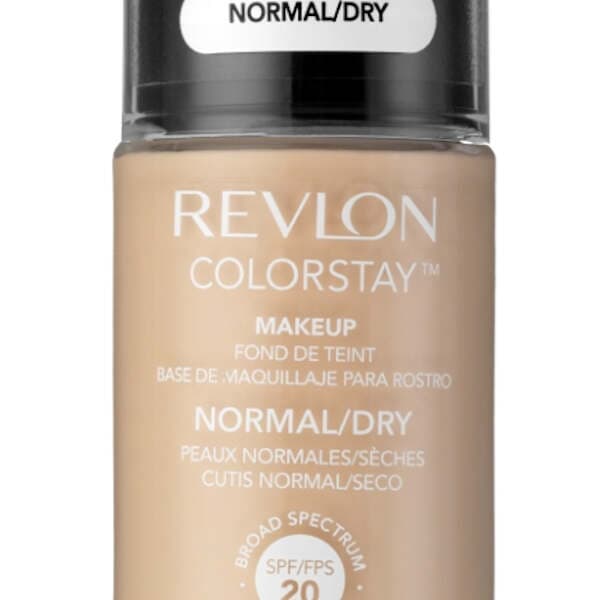 NORMAL/DRY
REVLON
COLORSTAY™
MAKEUP
FOND DE TEINT
BASE DE MAQUILLAJE PARA ROSTRO
NORMAL/DRY
PEAUX NORMALES/SÈCHES
CUTIS NORMAL/SECO
BROAD SPECTRUM
SPF/FPS
20